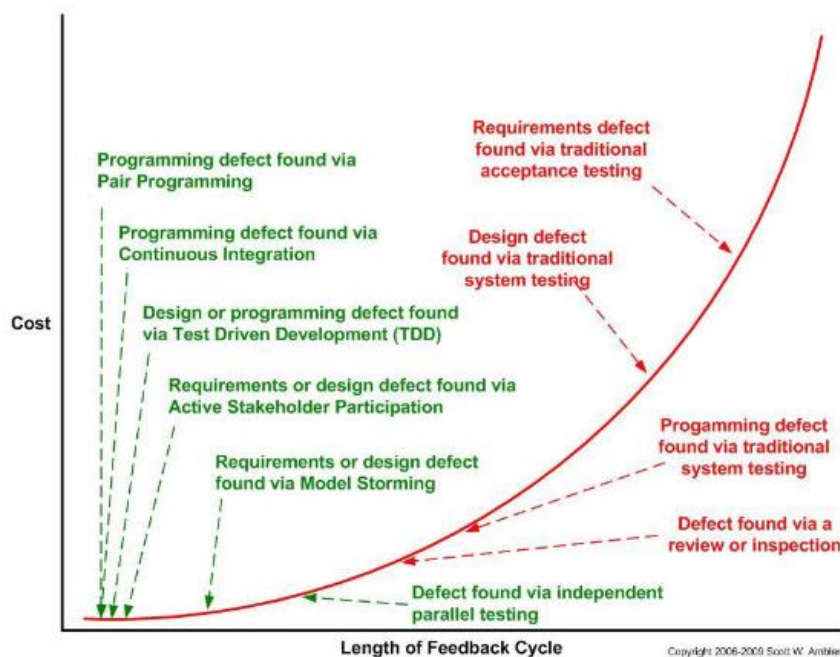 Programming defect found via
Pair Programming
Programming defect found via
Continuous Integration
Design or programming defect found
via Test Driven Development (TDD)
Requirements or design defect found via
Active Stakeholder Participation
Requirements or design defect
found via Model Storming
Defect found via independent
parallel testing
Requirements defect
found via traditional
acceptance testing
Design defect
found via traditional
system testing
Progamming defect
found via traditional
system testing
Defect found via a
review or inspection
Cost
Length of Feedback Cycle
Copyright 2006-2009 Scott W.